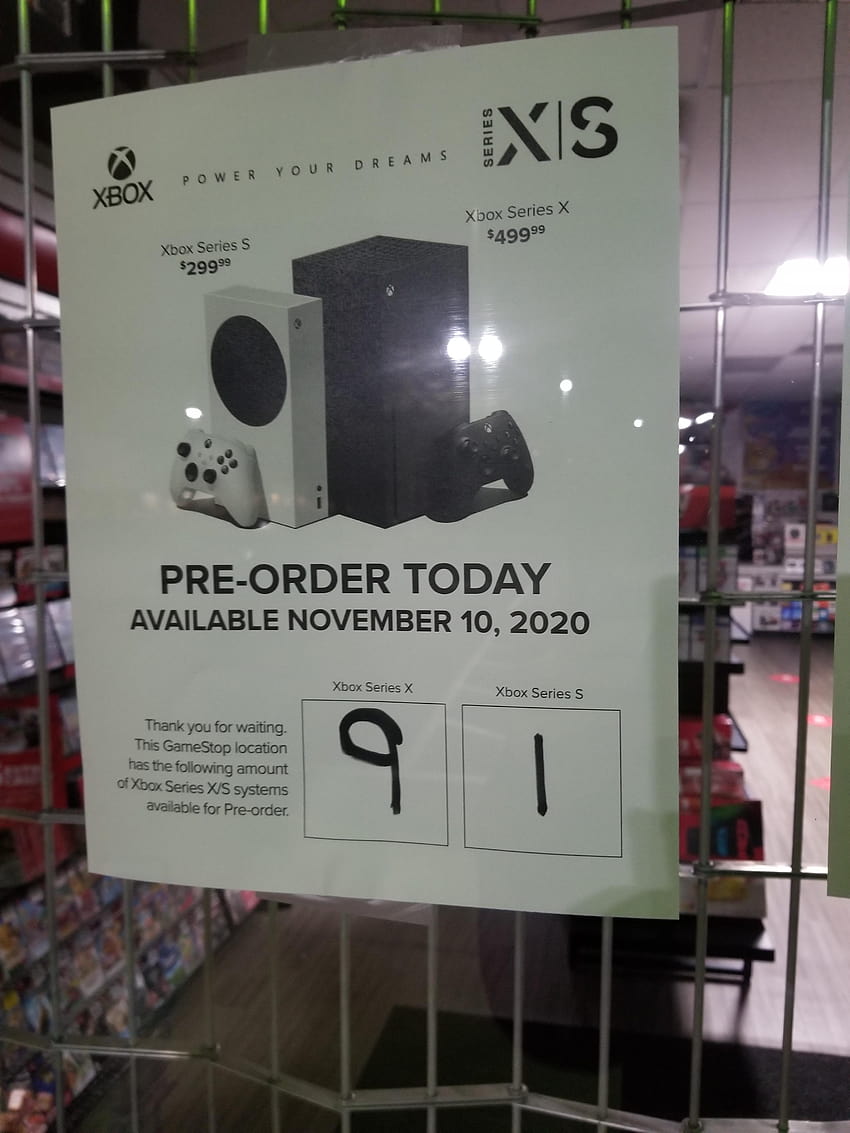 XBOX
POWER YOUR DREAMS
SERIES X|S
Xbox Series S
$299.99
Xbox Series X
$499.99
PRE-ORDER TODAY
AVAILABLE NOVEMBER 10, 2020
Thank you for waiting.
This GameStop location
has the following amount
of Xbox Series X/S systems
available for Pre-order.
Xbox Series X
9
Xbox Series S
1